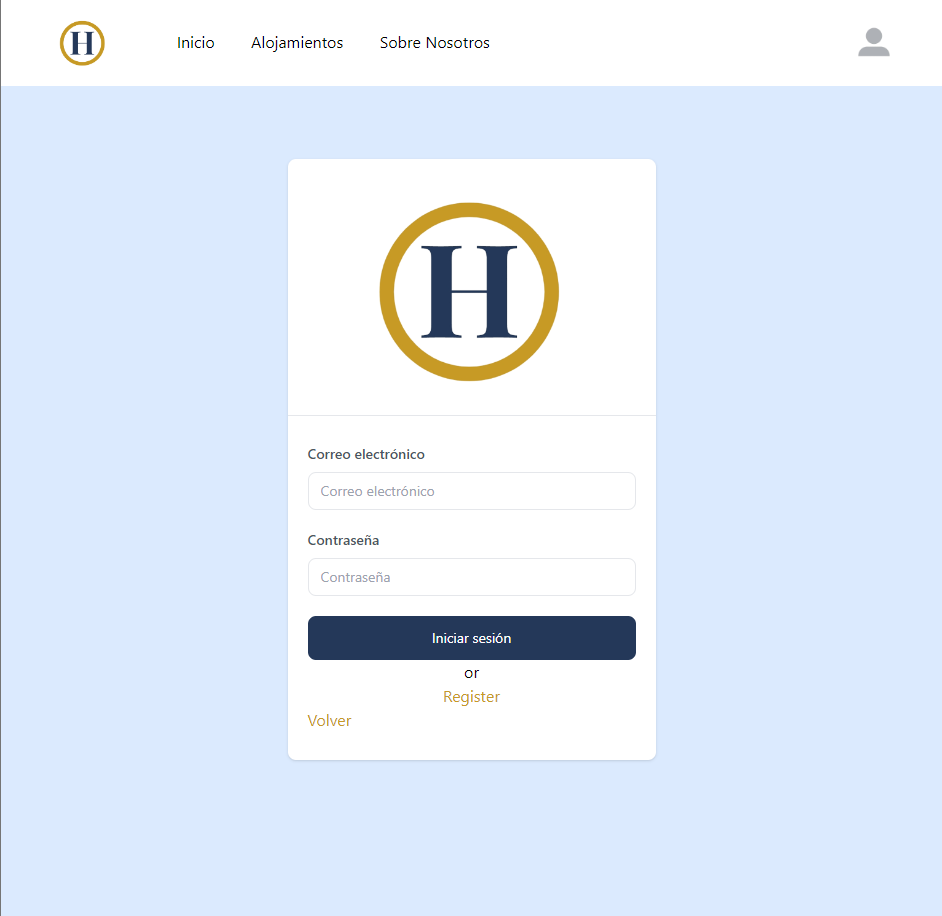 H Inicio Alojamientos Sobre Nosotros
H
Correo electrónico
Correo electrónico
Contraseña
Contraseña
Iniciar sesión
or
Register
Volver